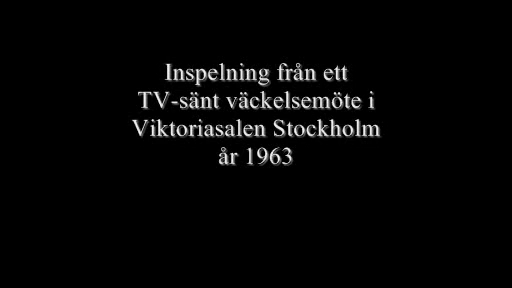 Inspelning från ett
TV-sänt väckelsemöte i
Viktoriasalen Stockholm
år 1963